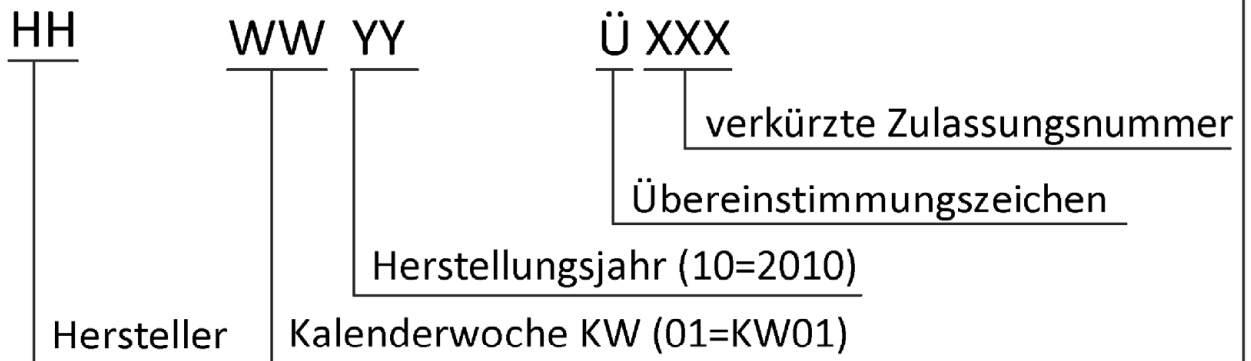 HH WW YY Ü XXX
verkürzte Zulassungsnummer
Übereinstimmungszeichen
Herstellungsjahr (10=2010)
Hersteller Kalenderwoche KW (01=KW01)